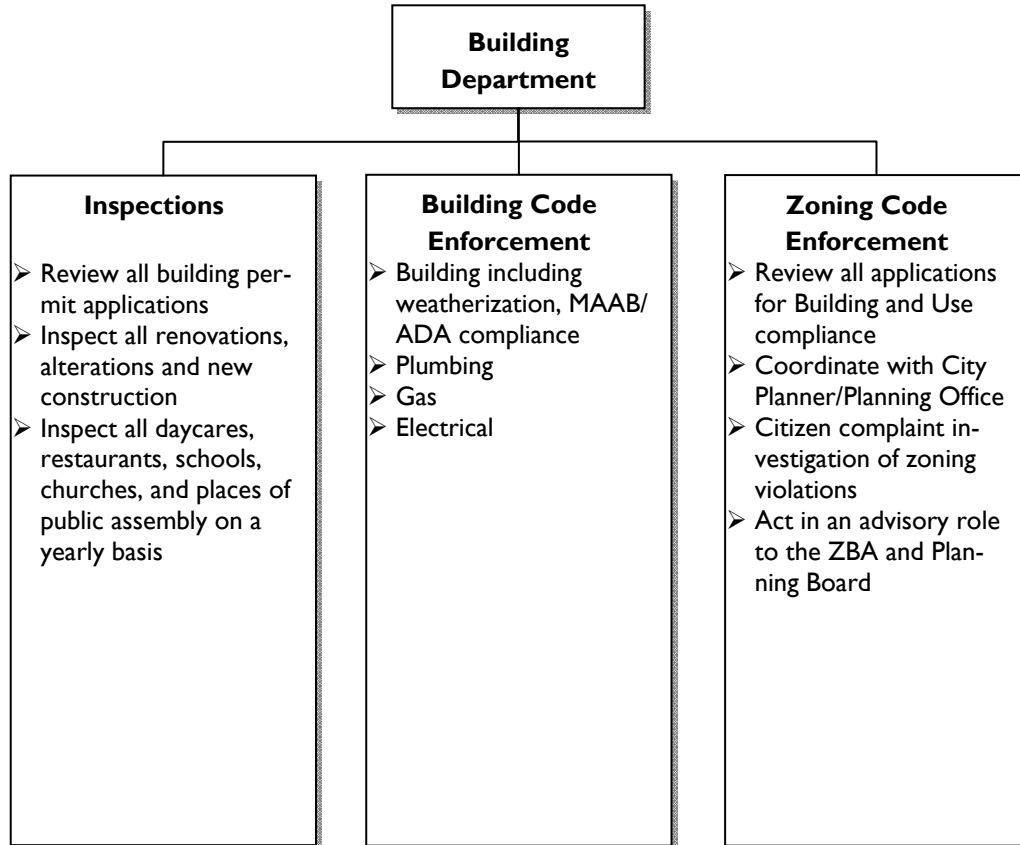 Building
Department
Inspections
➢ Review all building per-
mit applications
➢ Inspect all renovations,
alterations and new
construction
➢ Inspect all daycares,
restaurants, schools,
churches, and places of
public assembly on a
yearly basis
Building Code
Enforcement
➢ Building including
weatherization, MAAB/
ADA compliance
➢ Plumbing
➢ Gas
➢ Electrical
Zoning Code
Enforcement
➢ Review all applications
for Building and Use
compliance
➢ Coordinate with City
Planner/Planning Office
➢ Citizen complaint in-
vestigation of zoning
violations
➢ Act in an advisory role
to the ZBA and Plan-
ning Board